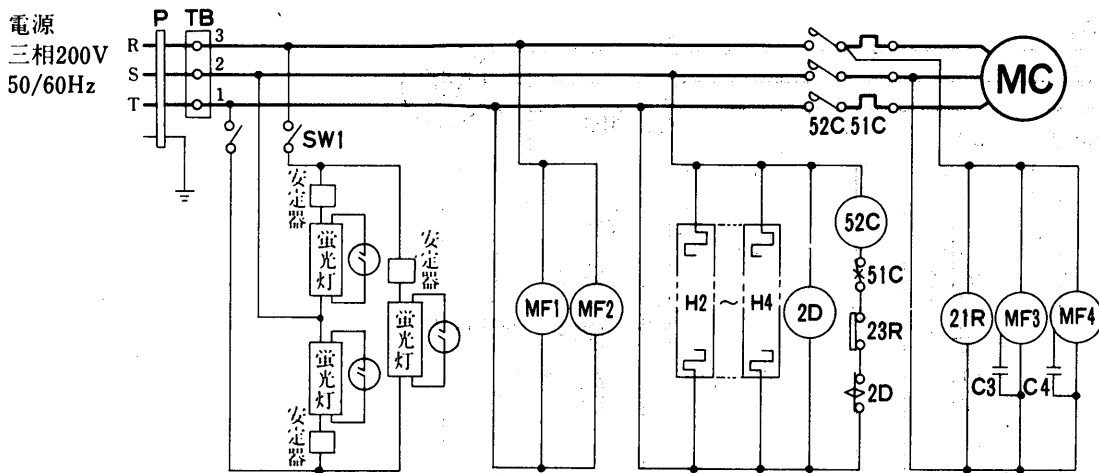 電源
三相200V
50/60Hz
P TB
R 3
S 2
T 1
MC
52C 51C
SW1
安定器
蛍光灯
安定器
蛍光灯
蛍光灯
安定器
MF1 MF2
H2 ～ H4
2D
52C
51C
23R
2D
21R MF3 MF4
C3 C4